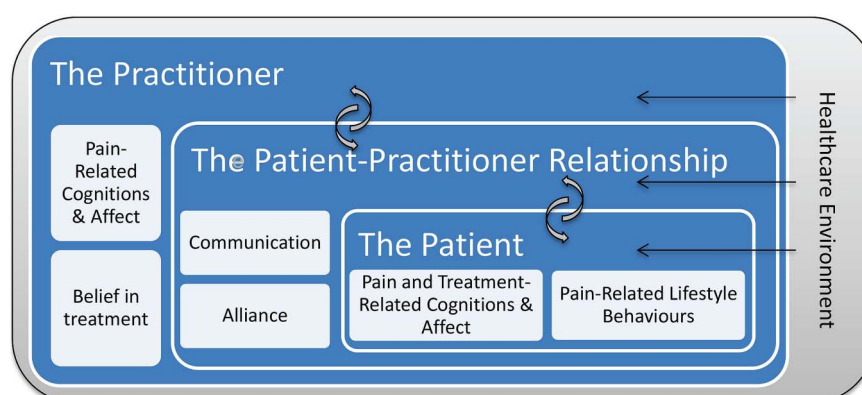 The Practitioner
Pain-
Related
Cognitions
& Affect
Belief in
treatment
The Patient-Practitioner Relationship
Communication
Alliance
The Patient
Pain and Treatment-
Related Cognitions &
Affect
Pain-Related Lifestyle
Behaviours
Healthcare Environment